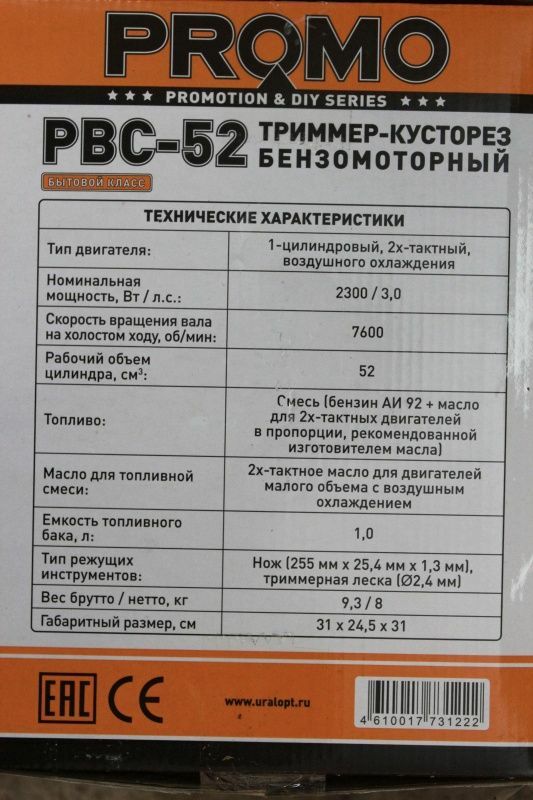 PROMO
★ ★ ★ PROMOTION & DIY SERIES ★ ★ ★
PBC-52
ТРИММЕР-КУСТОРЕЗ
БЕНЗОМОТОРНЫЙ
БЫТОВОЙ КЛАСС
ТЕХНИЧЕСКИЕ ХАРАКТЕРИСТИКИ
Тип двигателя:
1-цилиндровый, 2х-тактный,
воздушного охлаждения
Номинальная
мощность, Вт / л.с.:
2300 / 3,0
Скорость вращения вала
на холостом ходу, об/мин:
7600
Рабочий объем
цилиндра, см³:
52
Топливо:
Смесь (бензин АИ 92 + масло
для 2х-тактных двигателей
в пропорции, рекомендованной
изготовителем масла)
Масло для топливной
смеси:
2х-тактное масло для двигателей
малого объема с воздушным
охлаждением
Емкость топливного
бака, л:
1,0
Тип режущих
инструментов:
Нож (255 мм х 25,4 мм х 1,3 мм),
триммерная леска (Ø2,4 мм)
Вес брутто / нетто, кг
9,3 / 8
Габаритный размер, см
31 х 24,5 х 31
EAC CE
www.uralopt.ru
4 610017 731222